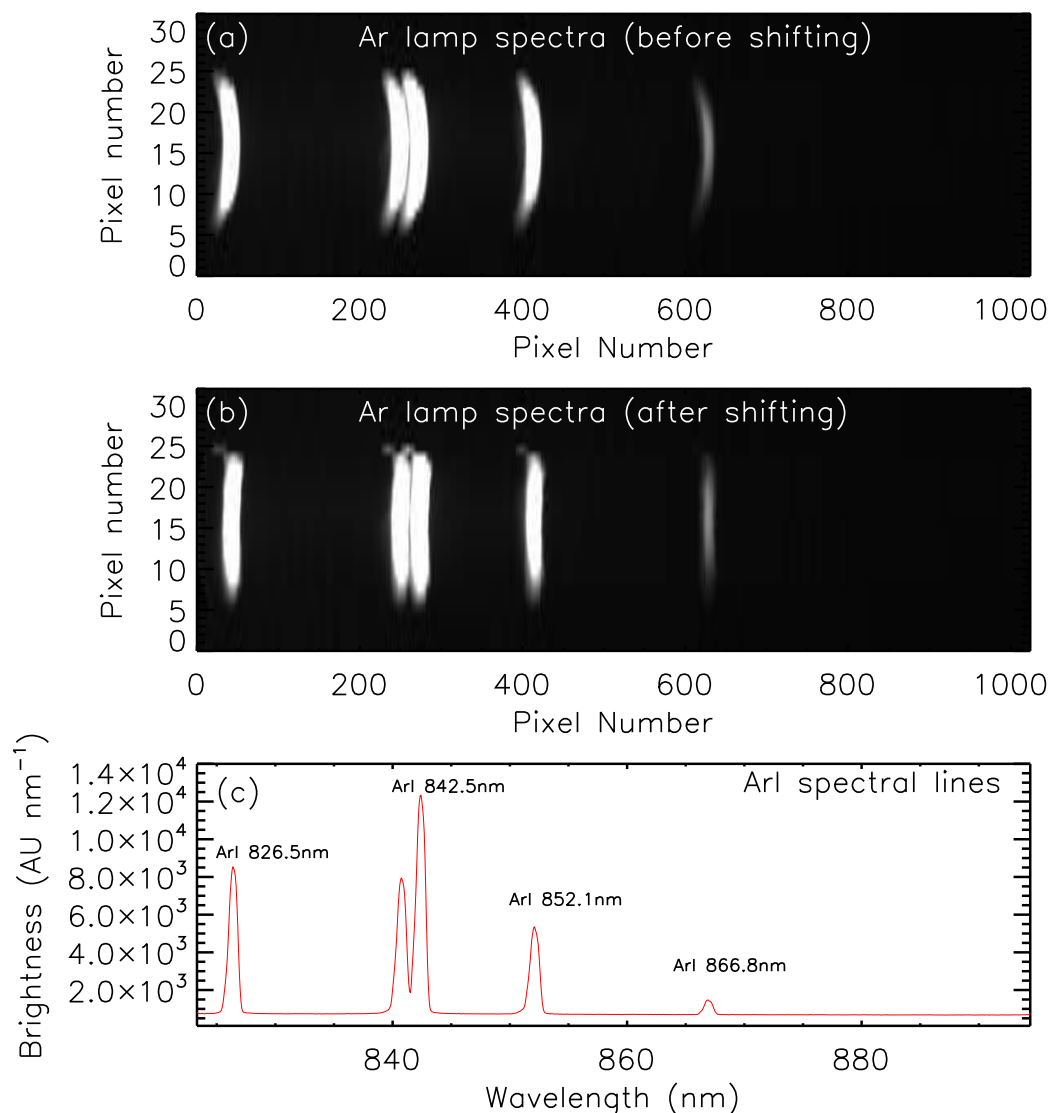 (a) Ar lamp spectra (before shifting)
30
25
20
15
10
5
0
Pixel number
0 200 400 600 800 1000
Pixel Number
(b) Ar lamp spectra (after shifting)
30
25
20
15
10
5
0
Pixel number
0 200 400 600 800 1000
Pixel Number
(c) ArI spectral lines
1.4×10⁴
1.2×10⁴
1.0×10⁴
8.0×10³
6.0×10³
4.0×10³
2.0×10³
Brightness (AU nm⁻¹)
ArI 842.5nm
ArI 826.5nm
ArI 852.1nm
ArI 866.8nm
840 860 880
Wavelength (nm)